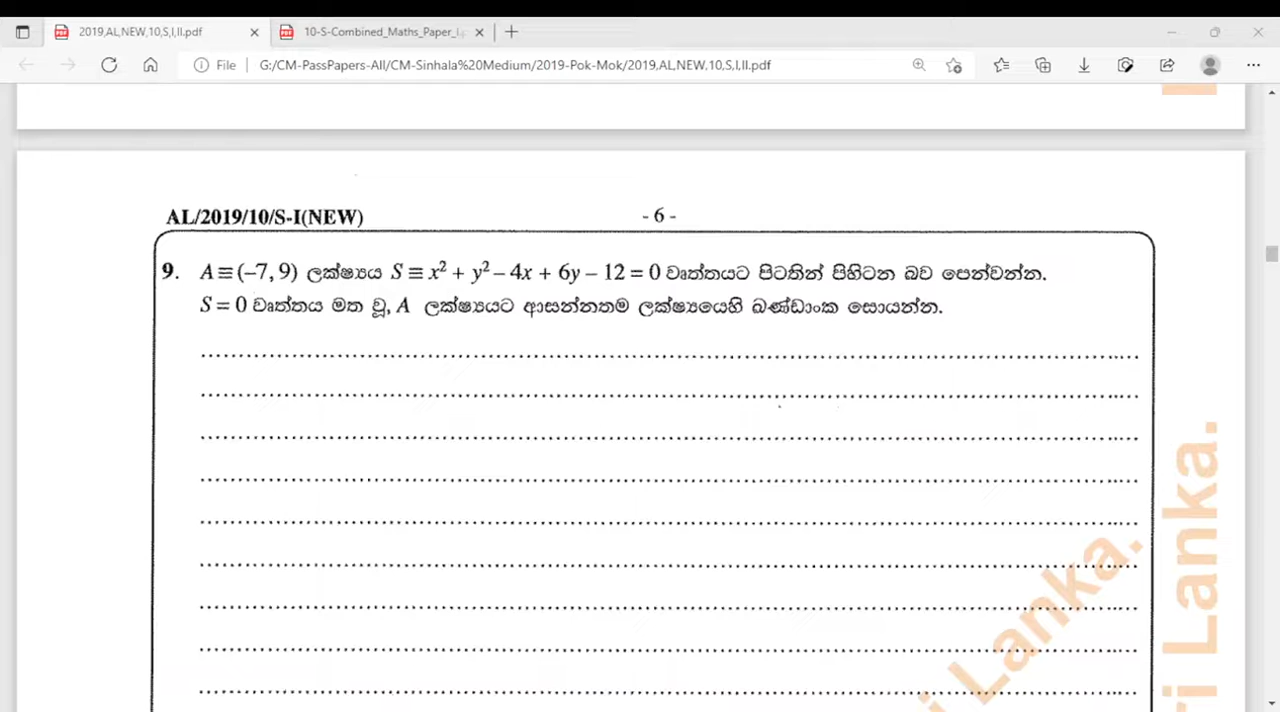 2019,AL,NEW,10,S,I,II.pdf
10-S-Combined_Maths_Paper_I
File
G:/CM-PassPapers-All/CM-Sinhala%20Medium/2019-Pok-Mok/2019,AL,NEW,10,S,I,II.pdf
AL/2019/10/S-I(NEW)
- 6 -
9. A ≡ (–7, 9) ලක්ෂ්‍යය S ≡ x² + y² – 4x + 6y – 12 = 0 වෘත්තයට පිටතින් පිහිටන බව පෙන්වන්න.
S = 0 වෘත්තය මත වූ, A ලක්ෂ්‍යයට ආසන්නතම ලක්ෂ්‍යයෙහි ඛණ්ඩාංක සොයන්න.
Lanka.
ri Lanka.